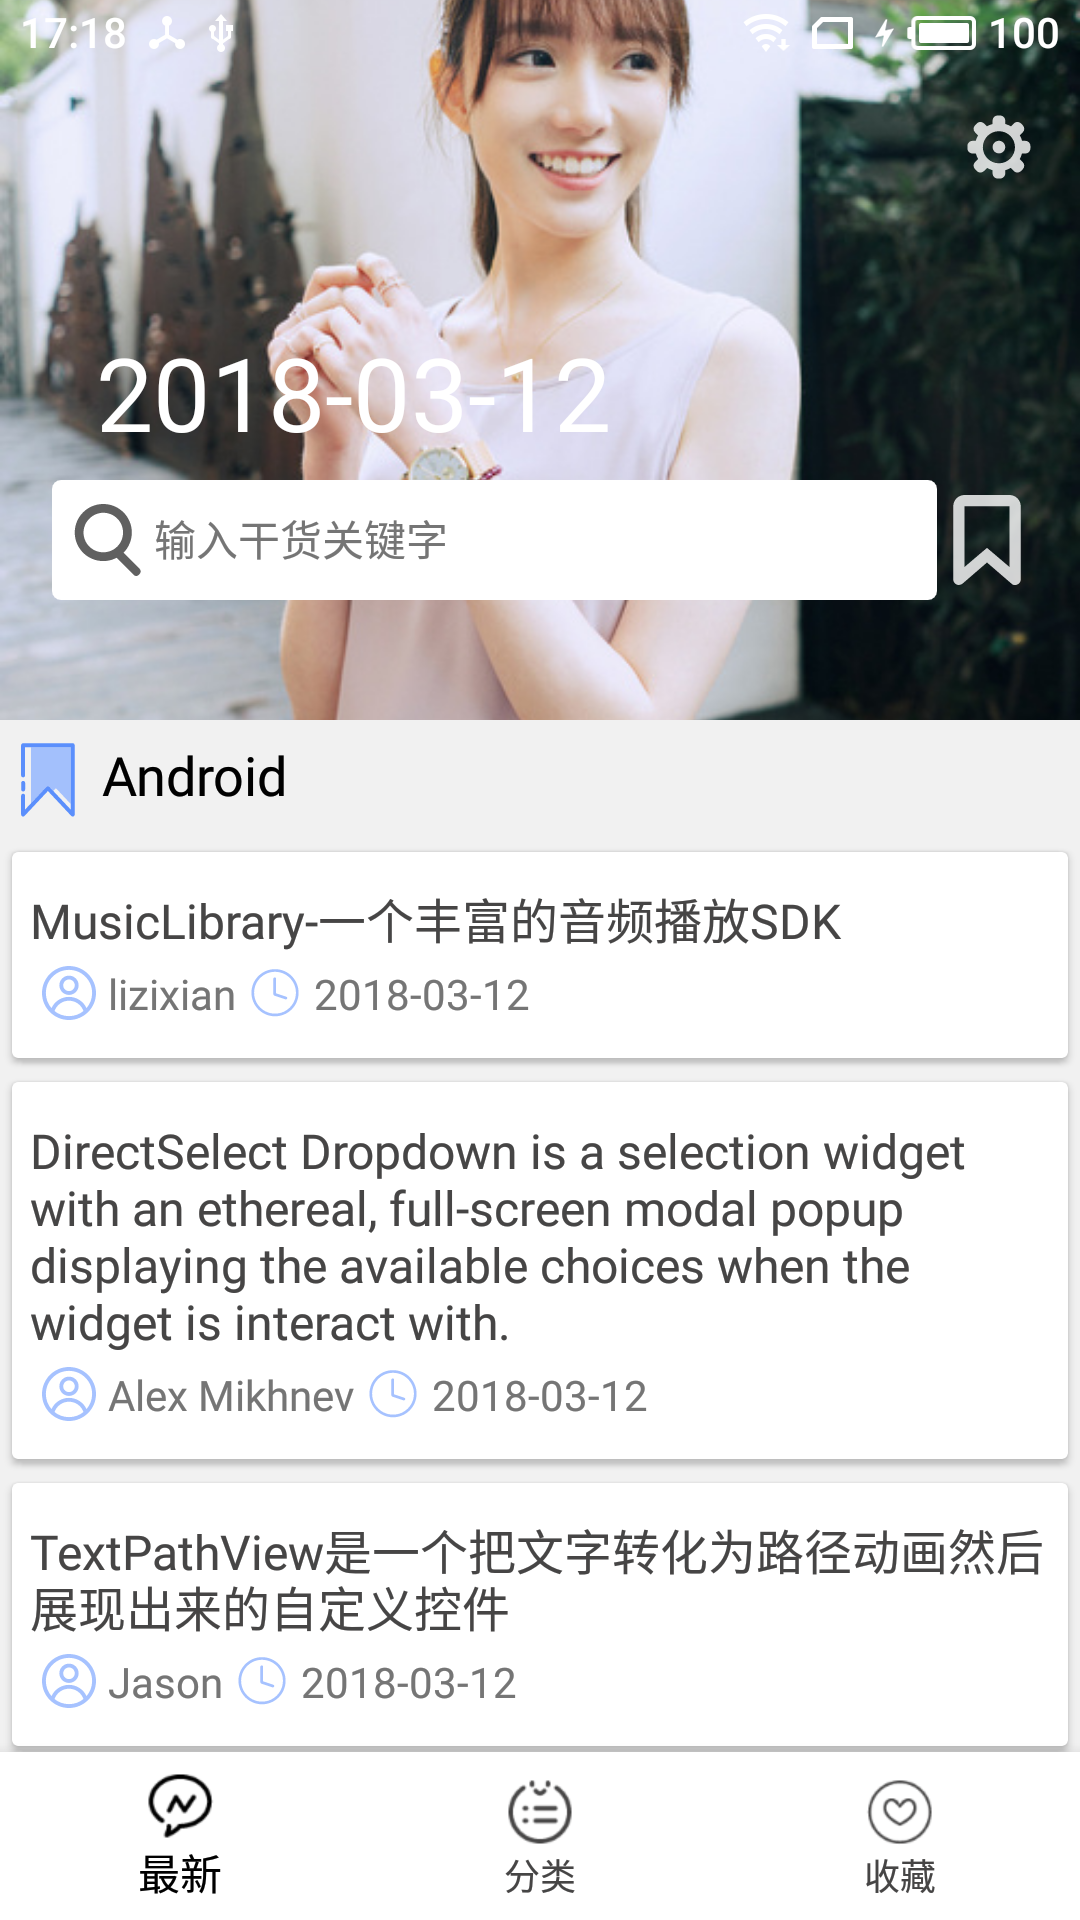 17:18
100
2018-03-12
输入干货关键字
Android
MusicLibrary-一个丰富的音频播放SDK
lizixian 2018-03-12
DirectSelect Dropdown is a selection widget
with an ethereal, full-screen modal popup
displaying the available choices when the
widget is interact with.
Alex Mikhnev 2018-03-12
TextPathView是一个把文字转化为路径动画然后
展现出来的自定义控件
Jason 2018-03-12
最新 分类 收藏